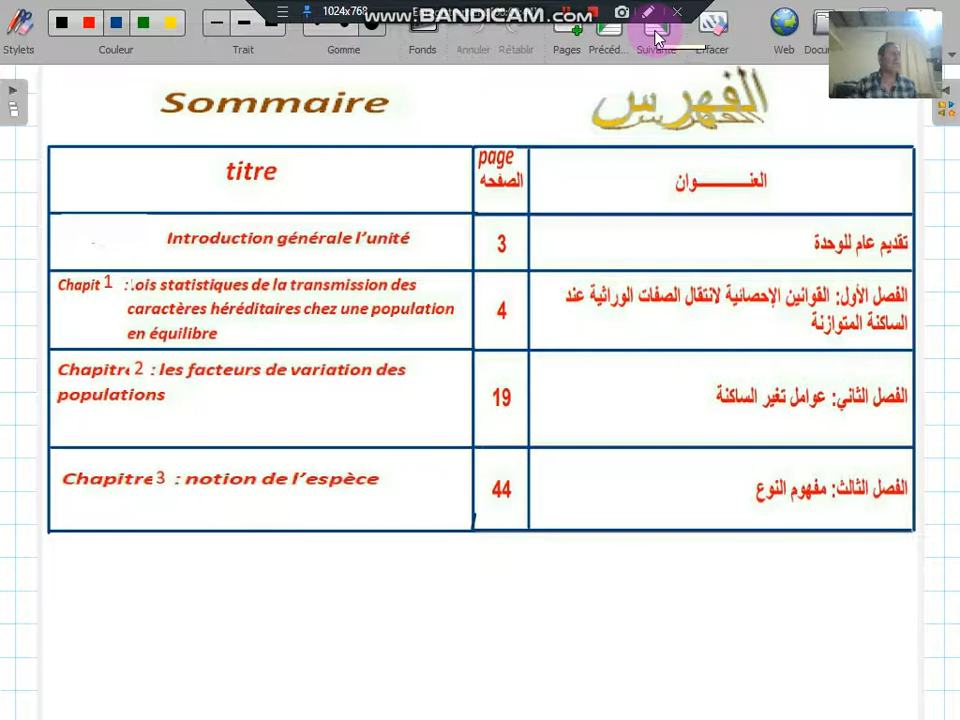 1024x768
www.BANDICAM.com
Stylets
Couleur
Trait
Gomme
Fonds
Annuler
Rétablir
Pages
Précéd...
Suivante
Effacer
Web
Sommaire
الفهرس
titre
page
الصفحه
العنـــــــوان
Introduction générale l’unité
3
تقديم عام للوحدة
Chapit 1 :lois statistiques de la transmission des
caractères héréditaires chez une population
en équilibre
4
الفصل الأول: القوانين الإحصائية لانتقال الصفات الوراثية عند
الساكنة المتوازنة
Chapitre 2 : les facteurs de variation des
populations
19
الفصل الثاني: عوامل تغير الساكنة
Chapitre 3 : notion de l’espèce
44
الفصل الثالث: مفهوم النوع